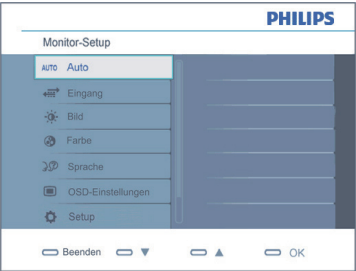 PHILIPS
Monitor-Setup
AUTO Auto
Eingang
Bild
Farbe
Sprache
OSD-Einstellungen
Setup
Beenden ▼ ▲ OK